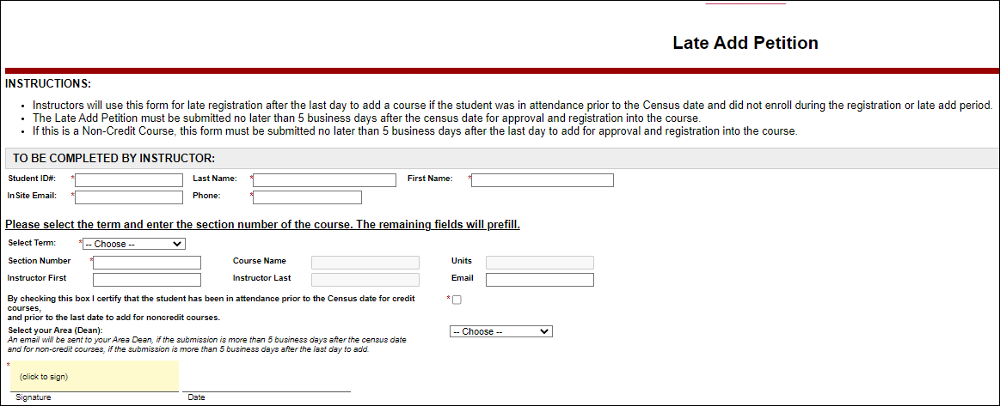 Late Add Petition
INSTRUCTIONS:
• Instructors will use this form for late registration after the last day to add a course if the student was in attendance prior to the Census date and did not enroll during the registration or late add period.
• The Late Add Petition must be submitted no later than 5 business days after the census date for approval and registration into the course.
• If this is a Non-Credit Course, this form must be submitted no later than 5 business days after the last day to add for approval and registration into the course.
TO BE COMPLETED BY INSTRUCTOR:
Student ID#: * Last Name: * First Name: *
InSite Email: * Phone: *
Please select the term and enter the section number of the course. The remaining fields will prefill.
Select Term: * -- Choose --
Section Number * Course Name Units
Instructor First Instructor Last Email
By checking this box I certify that the student has been in attendance prior to the Census date for credit *
courses,
and prior to the last date to add for noncredit courses.
Select your Area (Dean): -- Choose --
An email will be sent to your Area Dean, if the submission is more than 5 business days after the census date
and for non-credit courses, if the submission is more than 5 business days after the last day to add.
*
(click to sign)
Signature Date